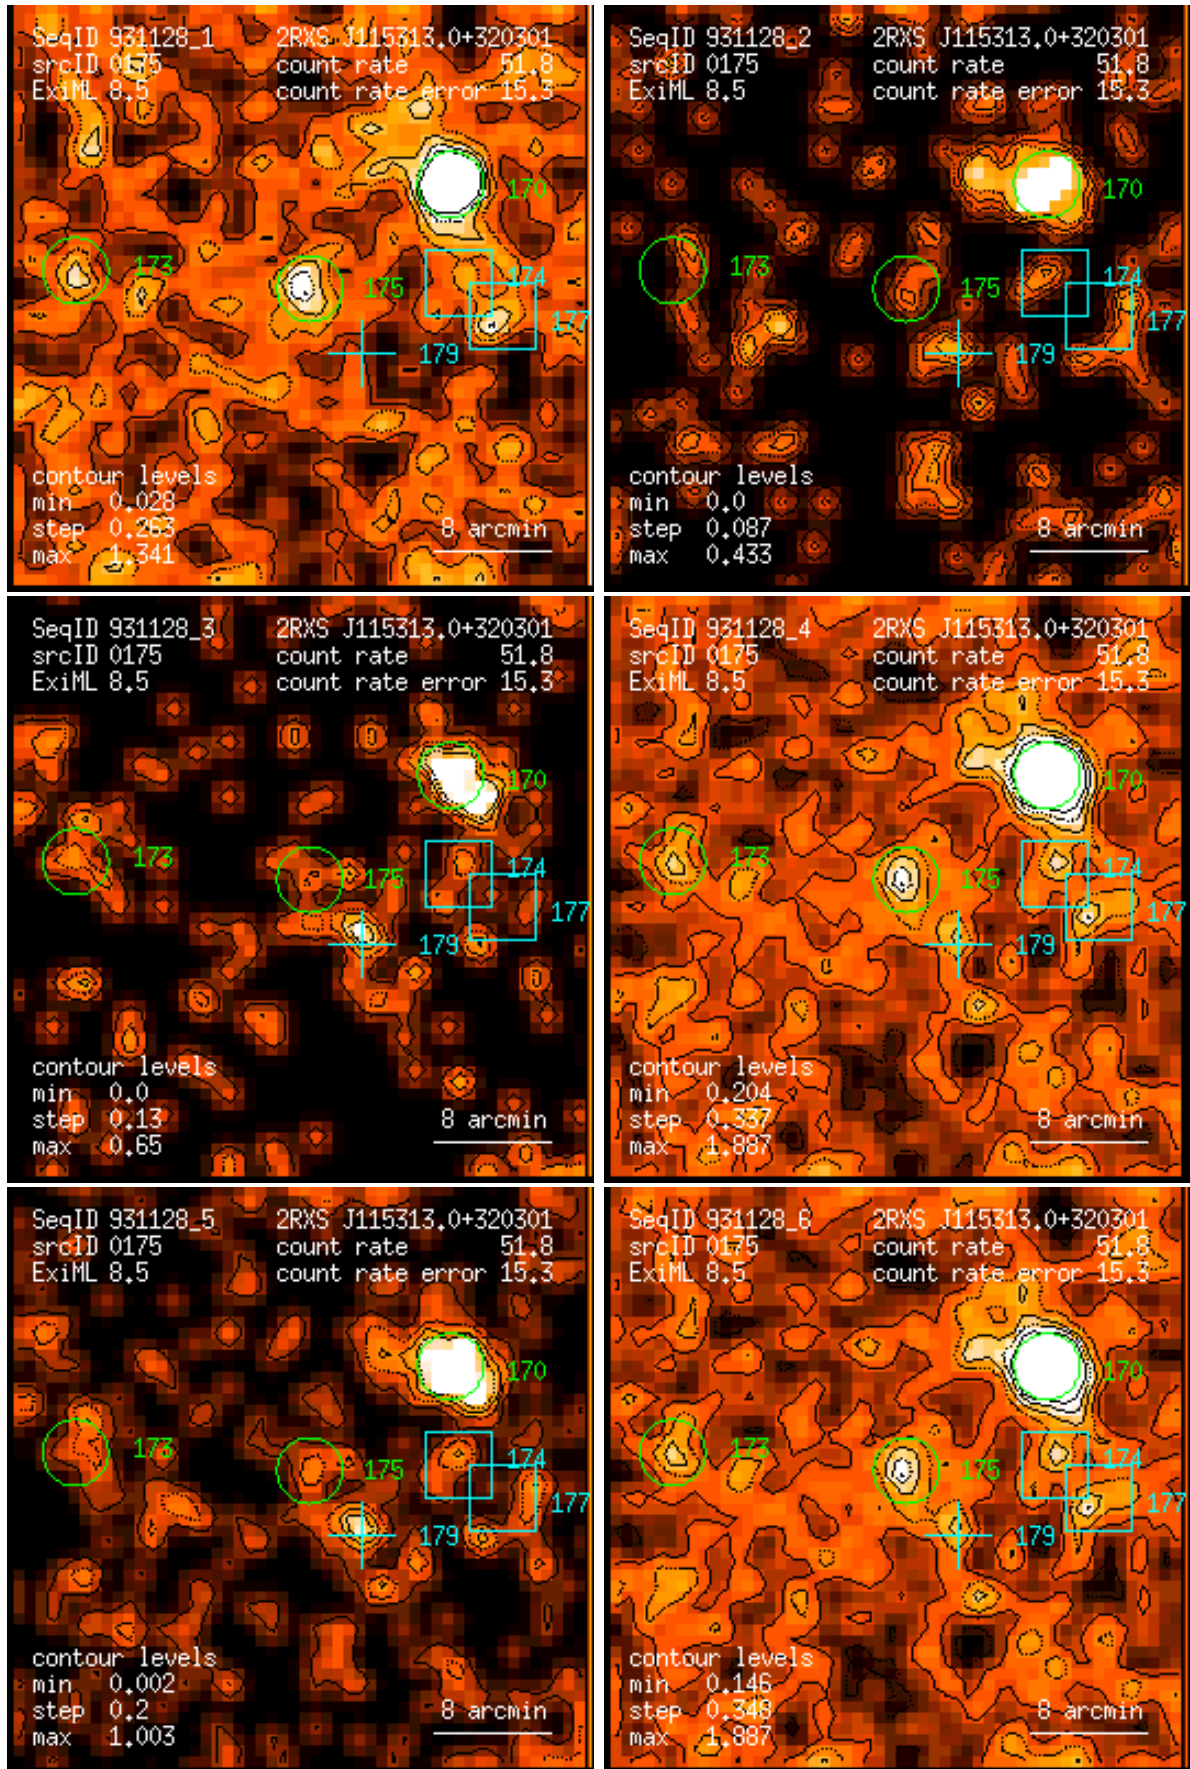 SeqID 931128_1 2RXS J115313.0+320301
srcID 0175 count rate 51.8
ExiML 8.5 count rate error 15.3
170
173
174
175
177
179
contour levels
min 0.028
step 0.263 8 arcmin
max 1.341
SeqID 931128_2 2RXS J115313.0+320301
srcID 0175 count rate 51.8
ExiML 8.5 count rate error 15.3
170
173
174
175
177
179
contour levels
min 0.0
step 0.087 8 arcmin
max 0.433
SeqID 931128_3 2RXS J115313.0+320301
srcID 0175 count rate 51.8
ExiML 8.5 count rate error 15.3
170
173
174
175
177
179
contour levels
min 0.0
step 0.13 8 arcmin
max 0.65
SeqID 931128_4 2RXS J115313.0+320301
srcID 0175 count rate 51.8
ExiML 8.5 count rate error 15.3
170
173
174
175
177
179
contour levels
min 0.204
step 0.337 8 arcmin
max 1.887
SeqID 931128_5 2RXS J115313.0+320301
srcID 0175 count rate 51.8
ExiML 8.5 count rate error 15.3
170
173
174
175
177
179
contour levels
min 0.002
step 0.2 8 arcmin
max 1.003
SeqID 931128_6 2RXS J115313.0+320301
srcID 0175 count rate 51.8
ExiML 8.5 count rate error 15.3
170
173
174
175
177
179
contour levels
min 0.146
step 0.348 8 arcmin
max 1.887